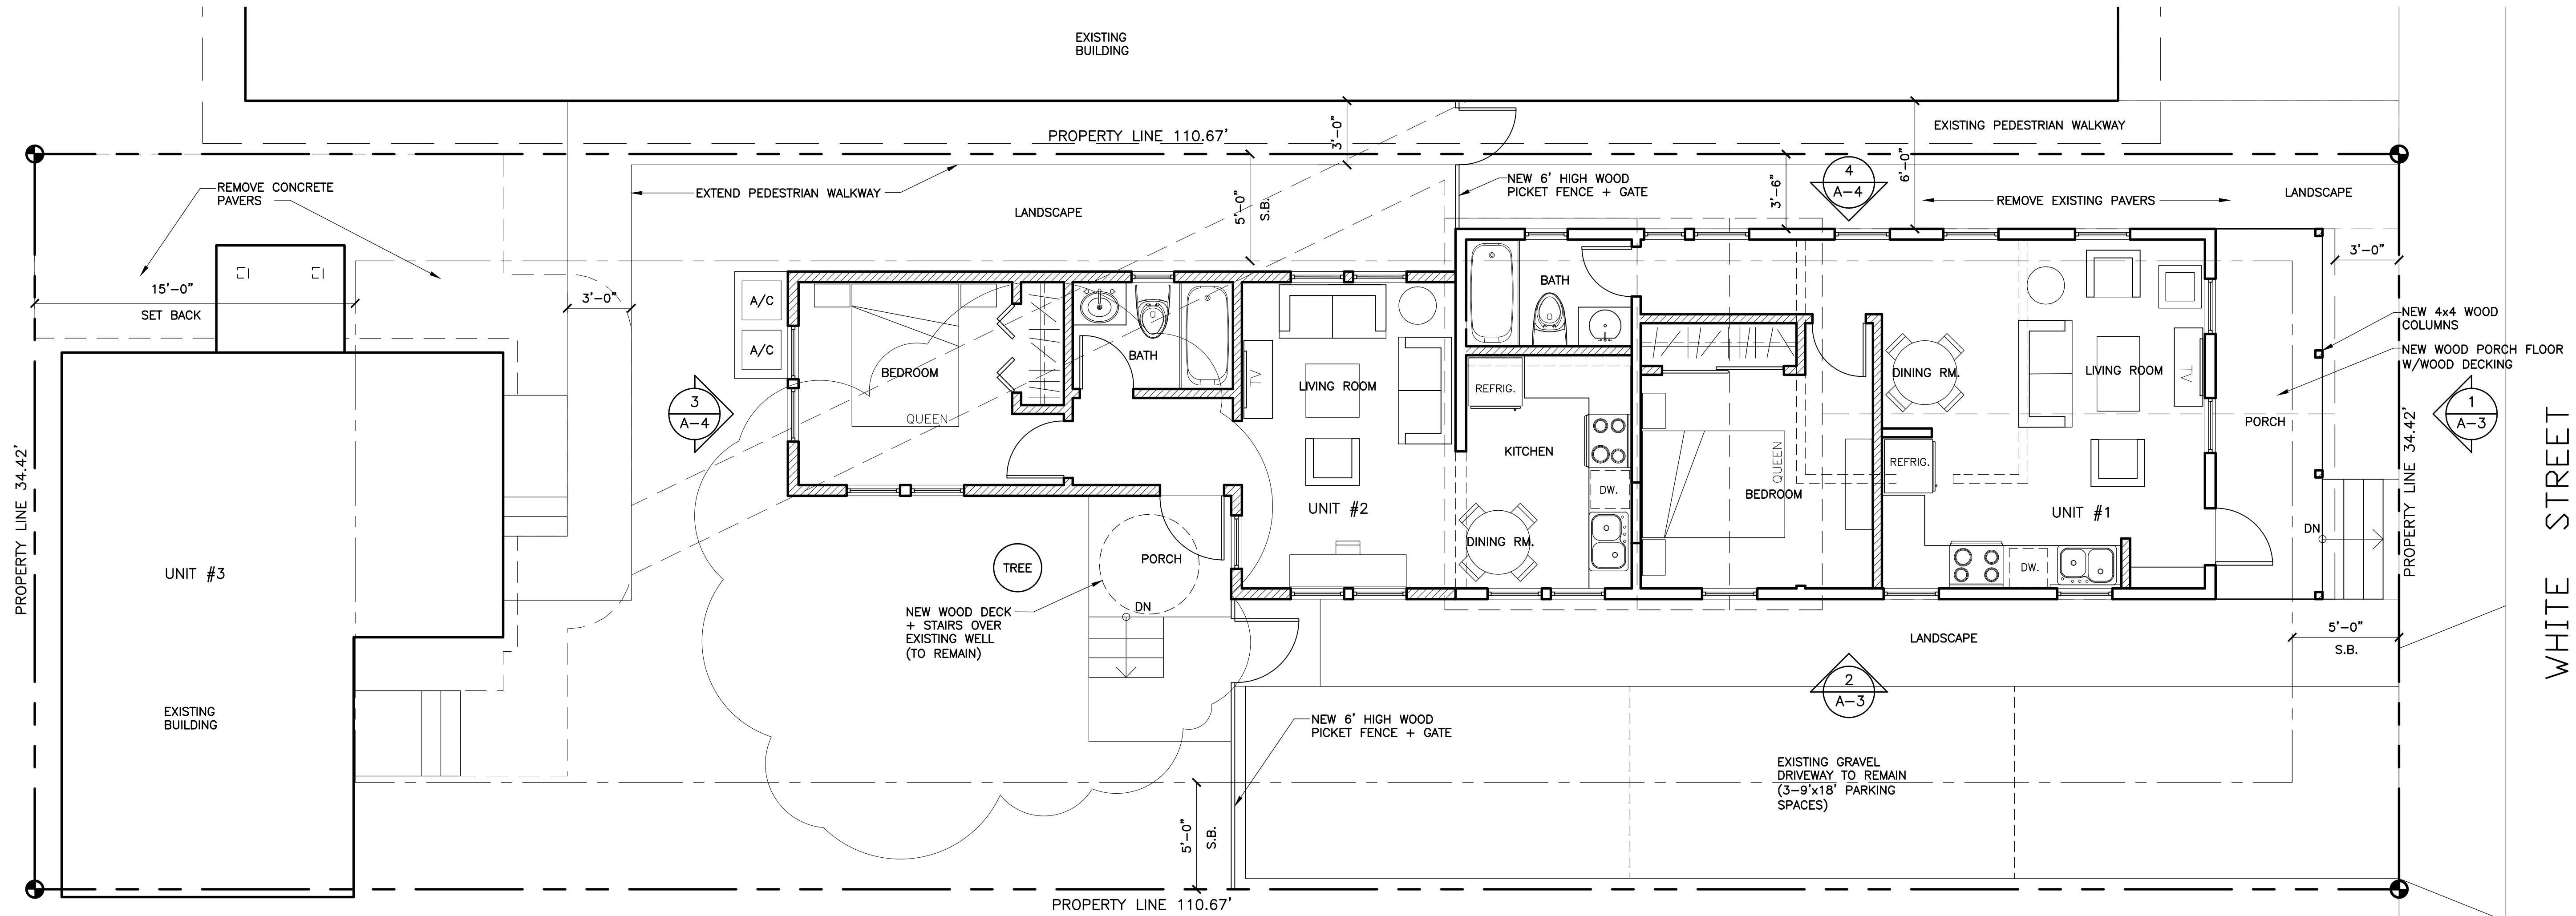 EXISTING
BUILDING
PROPERTY LINE 110.67'
3'-0"
6'-0"
EXISTING PEDESTRIAN WALKWAY
REMOVE CONCRETE
PAVERS
EXTEND PEDESTRIAN WALKWAY
LANDSCAPE
5'-0"
S.B.
NEW 6' HIGH WOOD
PICKET FENCE + GATE
3'-6"
4
A-4
REMOVE EXISTING PAVERS
LANDSCAPE
15'-0"
SET BACK
3'-0"
A/C
A/C
BEDROOM
QUEEN
BATH
TV
LIVING ROOM
UNIT #2
BATH
REFRIG.
KITCHEN
DW.
DINING RM.
QUEEN
BEDROOM
DINING RM.
REFRIG.
LIVING ROOM
TV
UNIT #1
DW.
PORCH
DN
3'-0"
NEW 4x4 WOOD
COLUMNS
NEW WOOD PORCH FLOOR
W/WOOD DECKING
1
A-3
3
A-4
PROPERTY LINE 34.42'
PROPERTY LINE 34.42'
WHITE STREET
UNIT #3
EXISTING
BUILDING
TREE
PORCH
DN
NEW WOOD DECK
+ STAIRS OVER
EXISTING WELL
(TO REMAIN)
LANDSCAPE
5'-0"
S.B.
2
A-3
NEW 6' HIGH WOOD
PICKET FENCE + GATE
EXISTING GRAVEL
DRIVEWAY TO REMAIN
(3-9'x18' PARKING
SPACES)
5'-0"
S.B.
PROPERTY LINE 110.67'